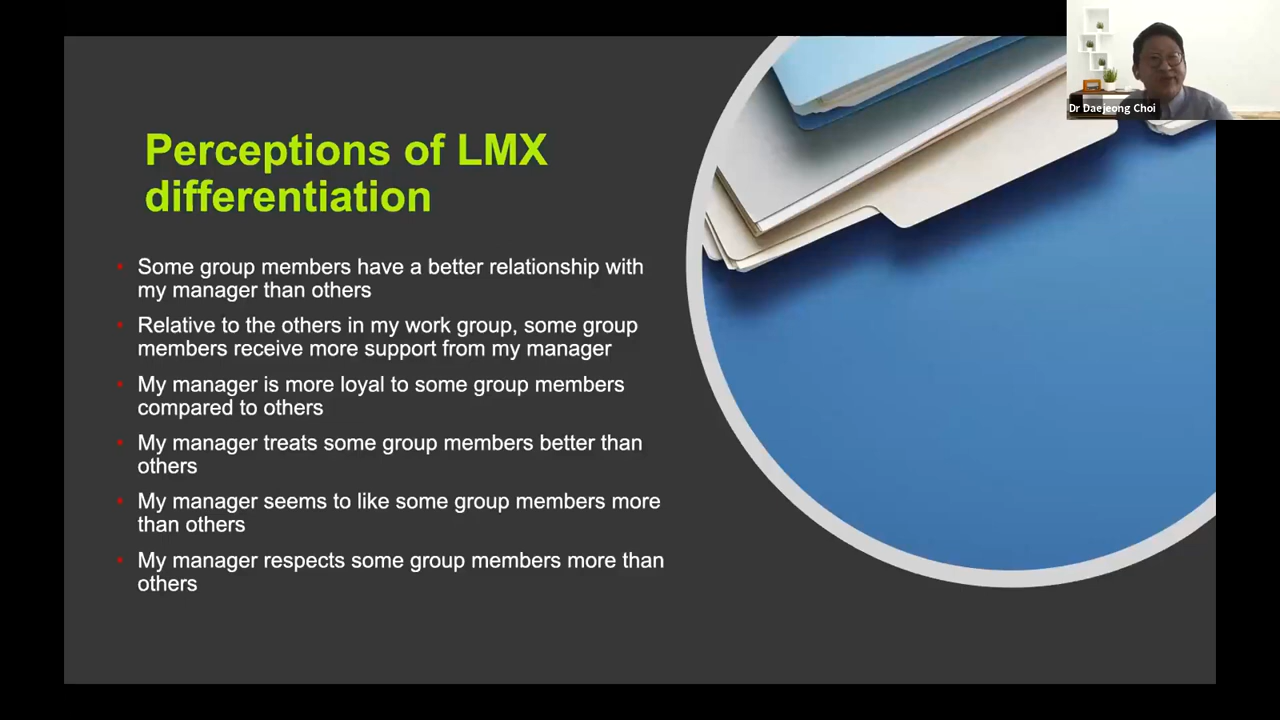 Dr Daejeong Choi
Perceptions of LMX
differentiation
• Some group members have a better relationship with
my manager than others
• Relative to the others in my work group, some group
members receive more support from my manager
• My manager is more loyal to some group members
compared to others
• My manager treats some group members better than
others
• My manager seems to like some group members more
than others
• My manager respects some group members more than
others